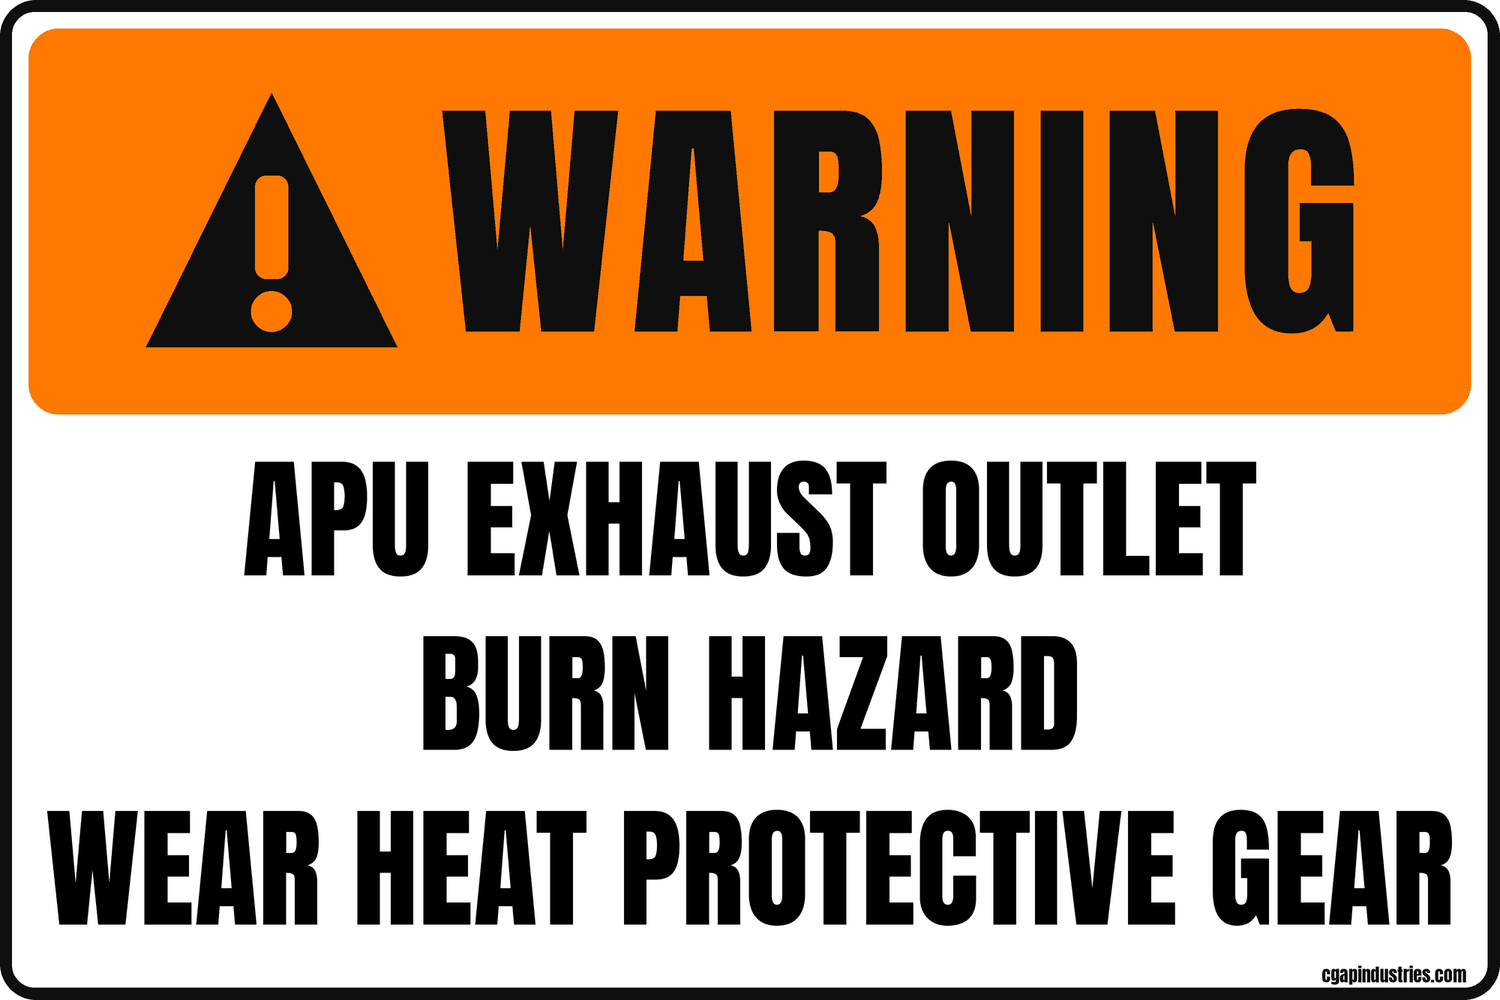 WARNING
APU EXHAUST OUTLET
BURN HAZARD
WEAR HEAT PROTECTIVE GEAR
cgapindustries.com